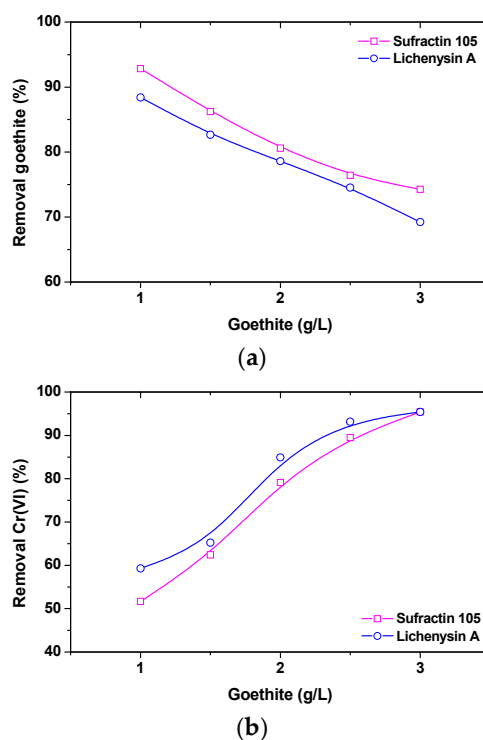 100
90
80
70
60
Removal goethite (%)
Sufractin 105
Lichenysin A
1 2 3
Goethite (g/L)
(a)
100
90
80
70
60
50
40
Removal Cr(VI) (%)
Sufractin 105
Lichenysin A
1 2 3
Goethite (g/L)
(b)